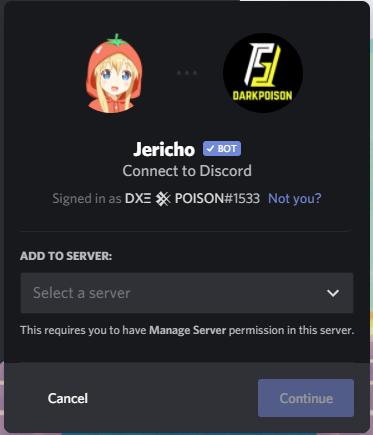 DARKPOISON
Jericho BOT
Connect to Discord
Signed in as DXΞ POISON#1533 Not you?
ADD TO SERVER:
Select a server
This requires you to have Manage Server permission in this server.
Cancel Continue